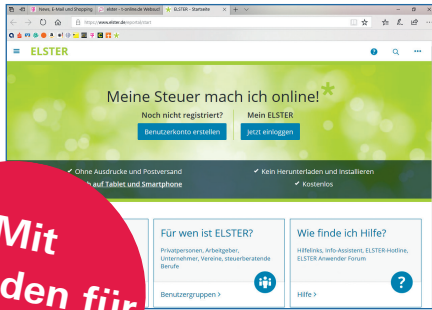 News, E-Mail und Shopping
elster - t-online.de Websuche
ELSTER - Startseite
https://www.elster.de/eportal/start
ELSTER
Meine Steuer mach ich online!
Noch nicht registriert?
Mein ELSTER
Benutzerkonto erstellen
Jetzt einloggen
Ohne Ausdrucke und Postversand
Kein Herunterladen und Installieren
auf Tablet und Smartphone
Kostenlos
Für wen ist ELSTER?
Privatpersonen, Arbeitgeber,
Unternehmer, Vereine, steuerberatende
Berufe
Benutzergruppen >
Wie finde ich Hilfe?
Hilfelinks, Info-Assistent, ELSTER-Hotline,
ELSTER Anwender Forum
Hilfe >
Mit
den für